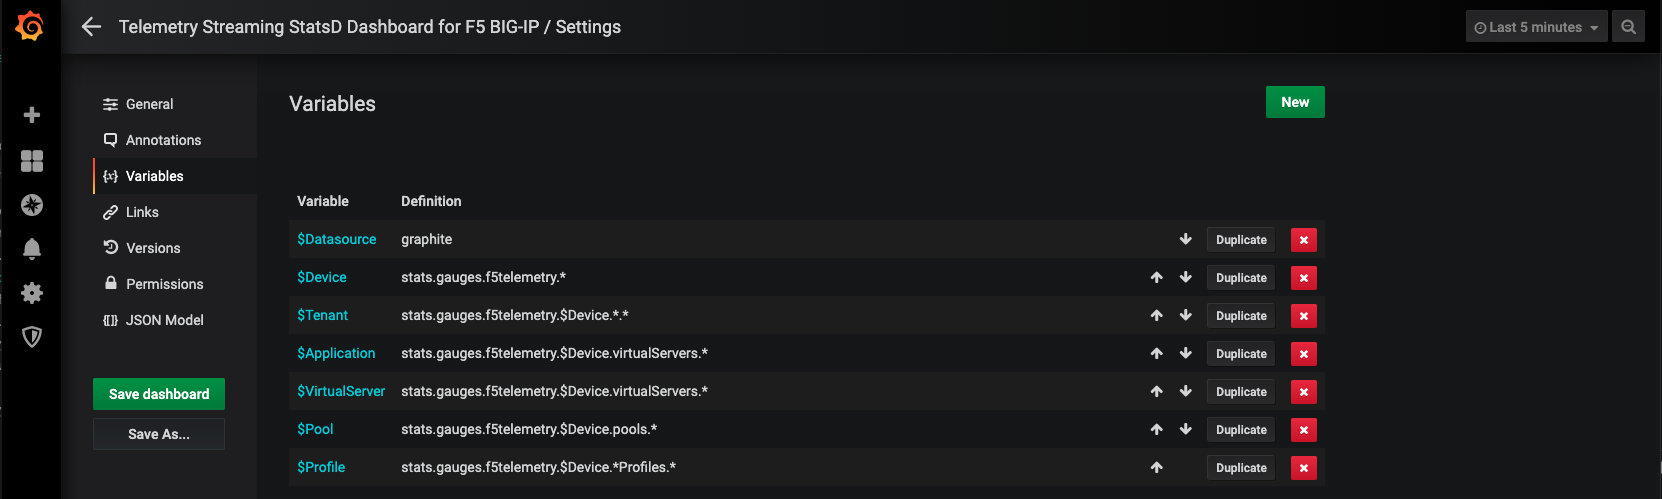 Telemetry Streaming StatsD Dashboard for F5 BIG-IP / Settings
Last 5 minutes
General
Annotations
Variables
Links
Versions
Permissions
JSON Model
Save dashboard
Save As...
Variables
New
Variable Definition
$Datasource graphite Duplicate
$Device stats.gauges.f5telemetry.* Duplicate
$Tenant stats.gauges.f5telemetry.$Device.*.* Duplicate
$Application stats.gauges.f5telemetry.$Device.virtualServers.* Duplicate
$VirtualServer stats.gauges.f5telemetry.$Device.virtualServers.* Duplicate
$Pool stats.gauges.f5telemetry.$Device.pools.* Duplicate
$Profile stats.gauges.f5telemetry.$Device.*Profiles.* Duplicate